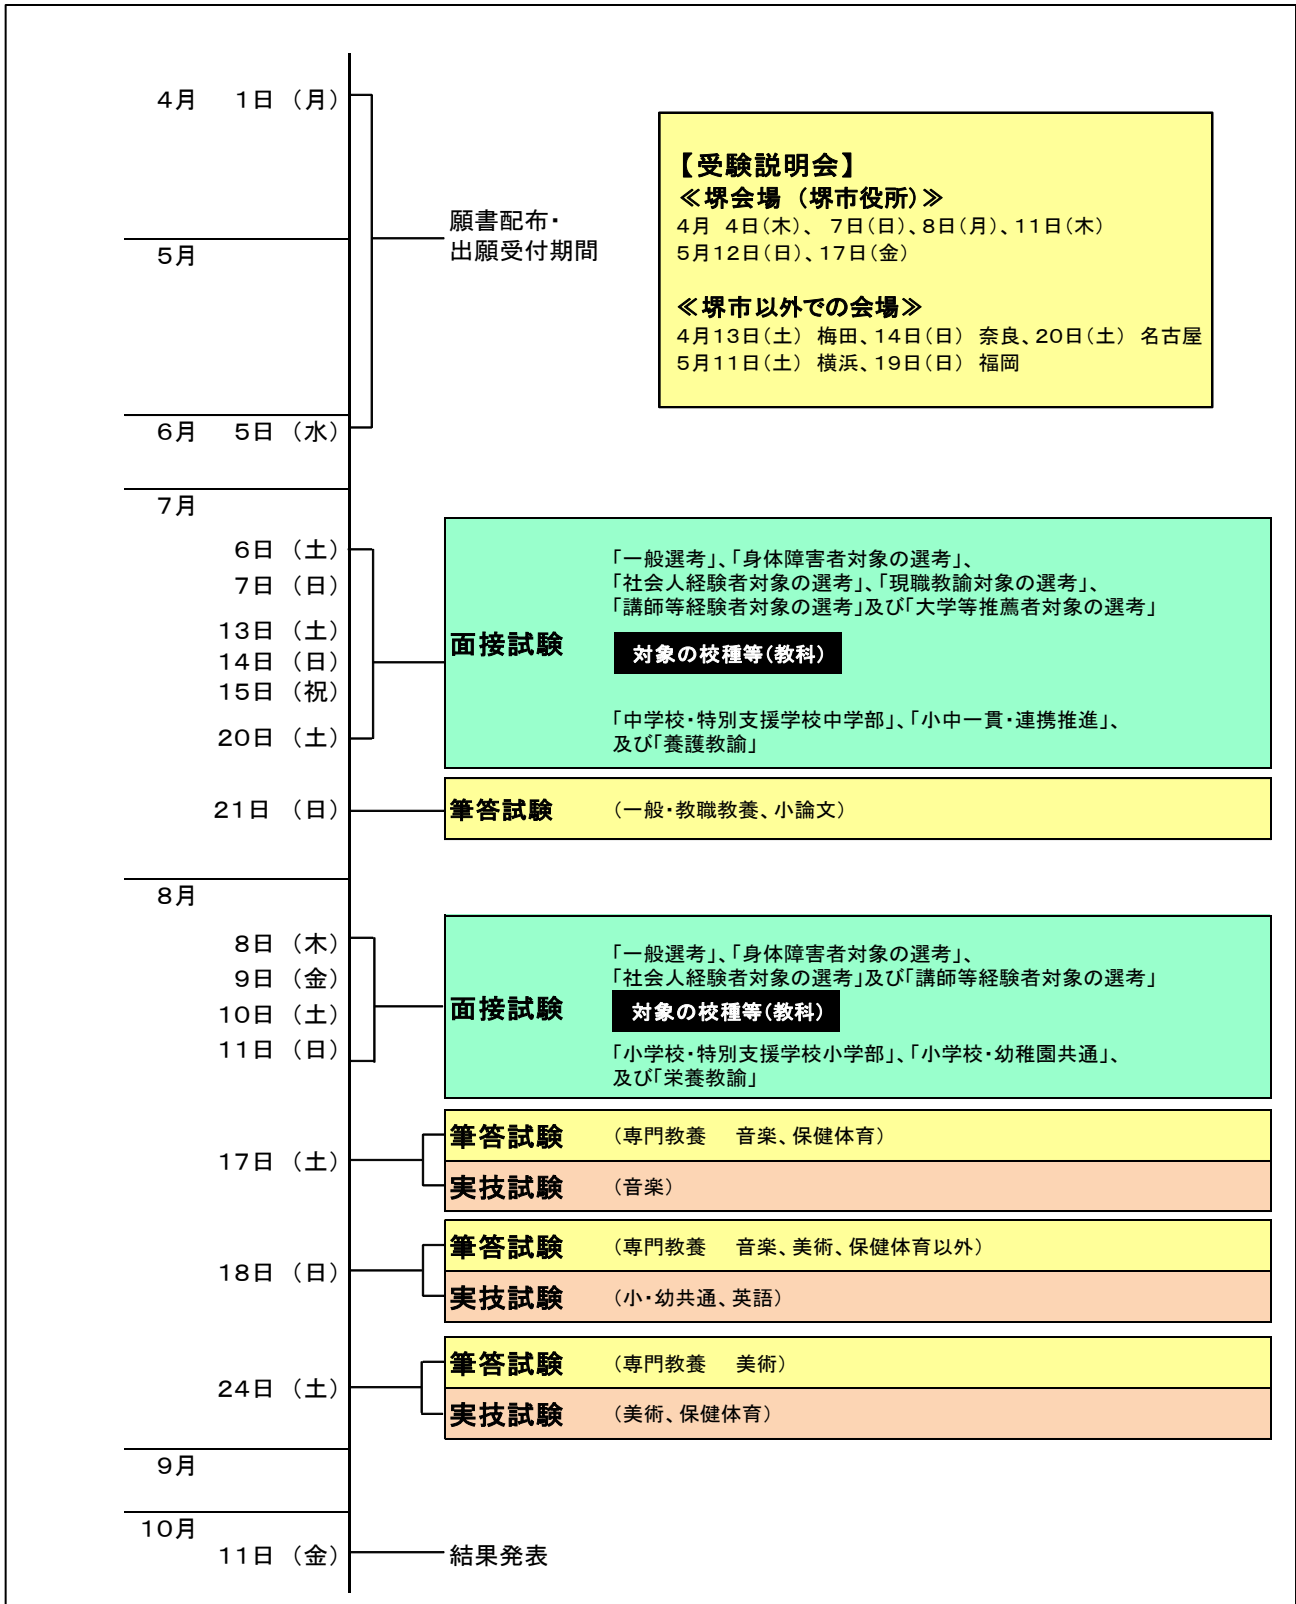 4月 1日 （月）
【受験説明会】
≪堺会場 （堺市役所）≫
4月 4日（木）、 7日（日）、8日（月）、11日（木）
5月12日（日）、17日（金）
≪堺市以外での会場≫
4月13日（土） 梅田、14日（日） 奈良、20日（土） 名古屋
5月11日（土） 横浜、19日（日） 福岡
願書配布・
出願受付期間
5月
6月 5日 （水）
7月
6日 （土）
7日 （日）
13日 （土）
14日 （日）
15日 （祝）
20日 （土）
面接試験
「一般選考」、「身体障害者対象の選考」、
「社会人経験者対象の選考」、「現職教諭対象の選考」、
「講師等経験者対象の選考」及び「大学等推薦者対象の選考」
対象の校種等（教科）
「中学校・特別支援学校中学部」、「小中一貫・連携推進」、
及び「養護教諭」
21日 （日）
筆答試験 （一般・教職教養、小論文）
8月
8日 （木）
9日 （金）
10日 （土）
11日 （日）
面接試験
「一般選考」、「身体障害者対象の選考」、
「社会人経験者対象の選考」及び「講師等経験者対象の選考」
対象の校種等（教科）
「小学校・特別支援学校小学部」、「小学校・幼稚園共通」、
及び「栄養教諭」
17日 （土）
筆答試験 （専門教養 音楽、保健体育）
実技試験 （音楽）
18日 （日）
筆答試験 （専門教養 音楽、美術、保健体育以外）
実技試験 （小・幼共通、英語）
24日 （土）
筆答試験 （専門教養 美術）
実技試験 （美術、保健体育）
9月
10月
11日 （金） 結果発表